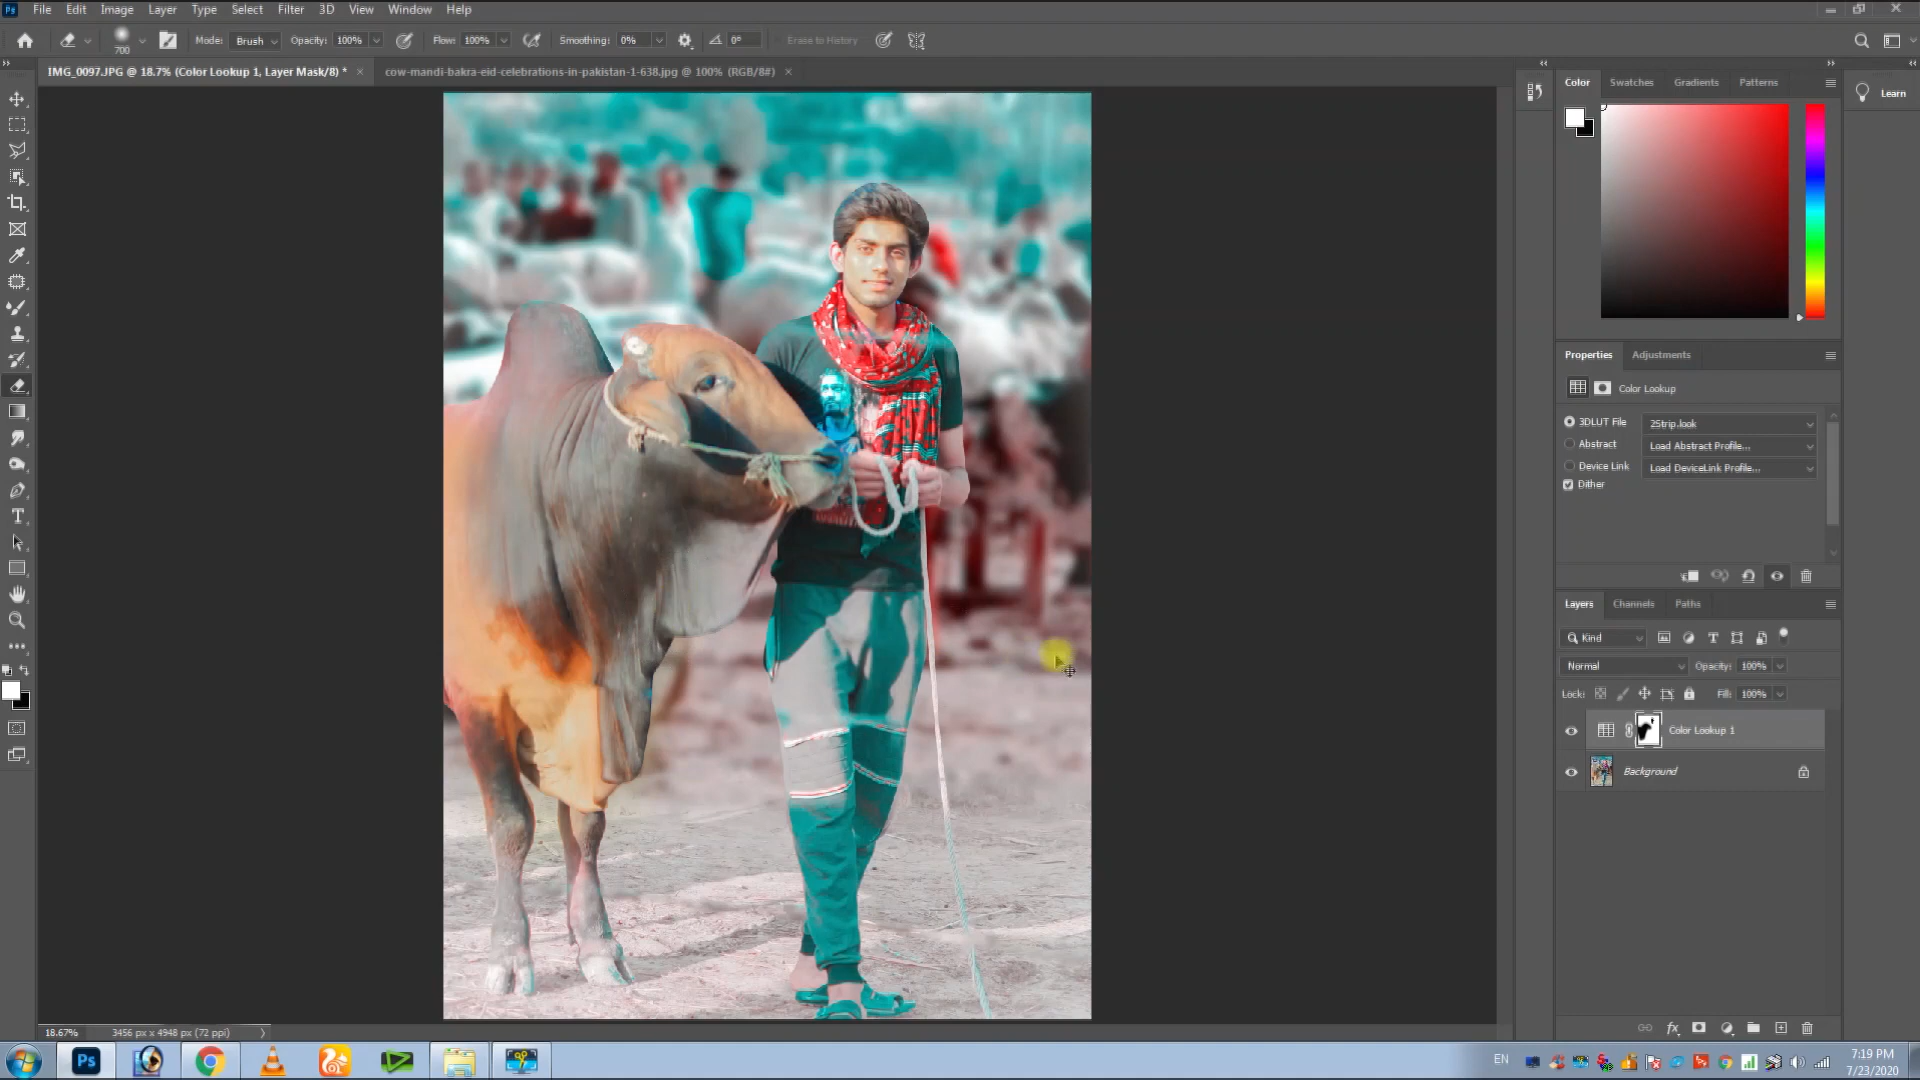 Ps File Edit Image Layer Type Select Filter 3D View Window Help
700 Mode: Brush Opacity: 100% Flow: 100% Smoothing: 0% 0° Erase to History
IMG_0097.JPG @ 18.7% (Color Lookup 1, Layer Mask/8) * × cow-mandi-bakra-eid-celebrations-in-pakistan-1-638.jpg @ 100% (RGB/8#) ×
Color Swatches Gradients Patterns
Learn
Properties Adjustments
Color Lookup
3DLUT File 2Strip.look
Abstract Load Abstract Profile...
Device Link Load DeviceLink Profile...
Dither
Layers Channels Paths
Kind
Normal Opacity: 100%
Lock: Fill: 100%
Color Lookup 1
Background
fx
18.67% 3456 px x 4948 px (72 ppi)
Ps EN 7:19 PM
7/23/2020